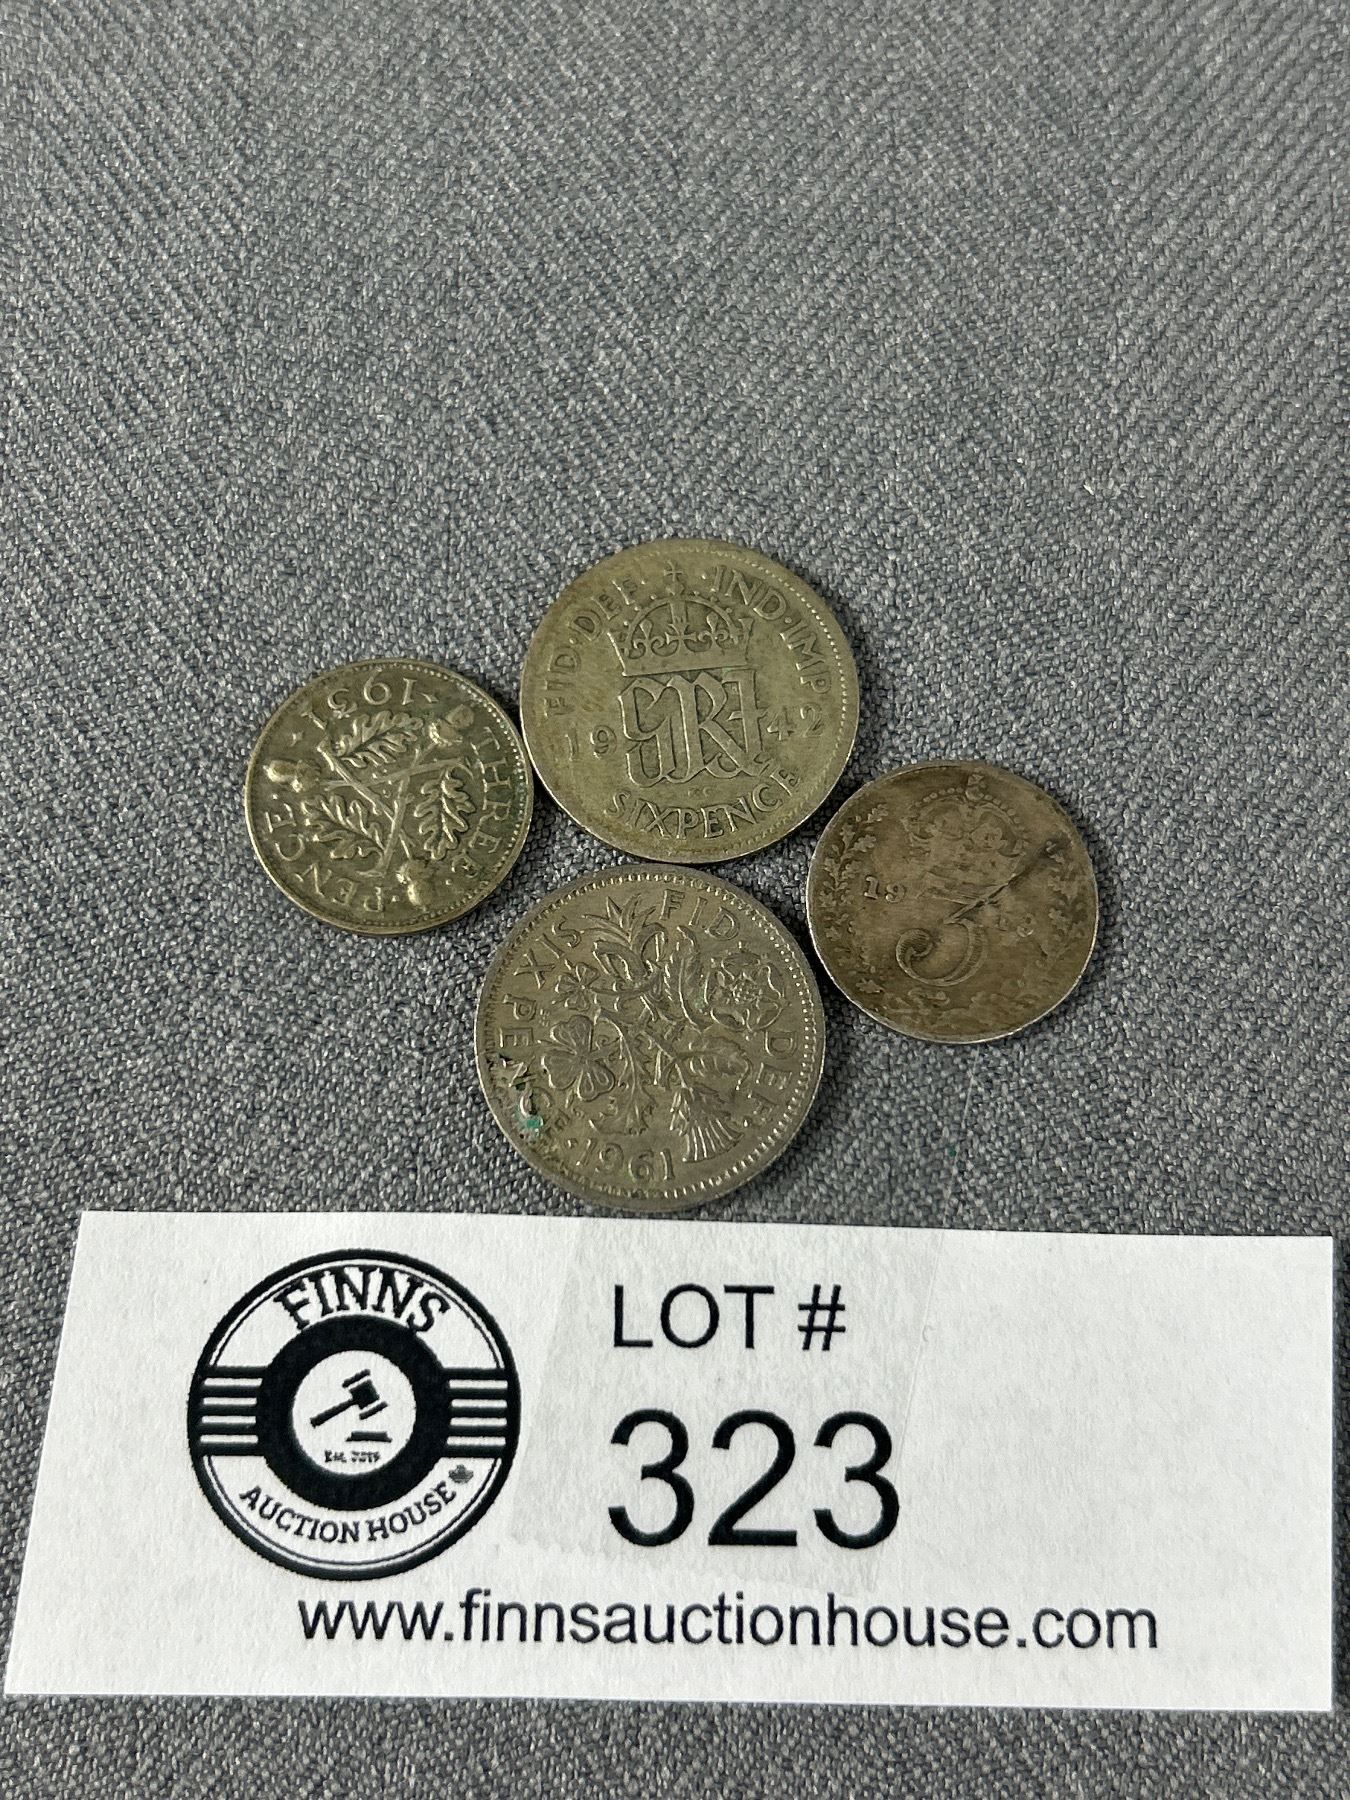 FID·DEF·IND·IMP
19 42
SIXPENCE
1931
THREE·PENCE·
19
3
SIX PENCE FID DEF
·1961
FINNS
AUCTION HOUSE
LOT #
323
www.finnsauctionhouse.com